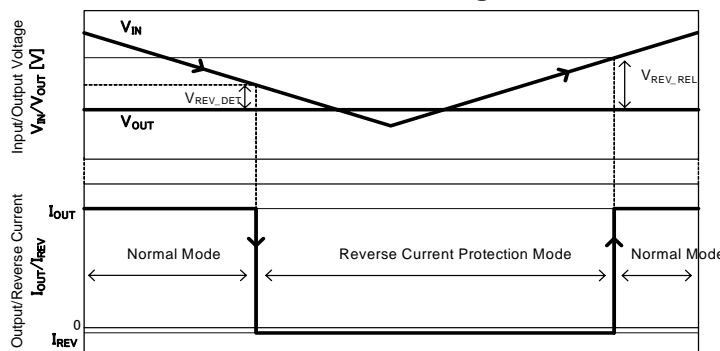 VIN
Input/Output Voltage
VIN/VOUT [V]
VREV_DET
VREV_REL
VOUT
Output/Reverse Current
IOUT/IREV
IOUT
Normal Mode
Reverse Current Protection Mode
Normal Mode
0
IREV